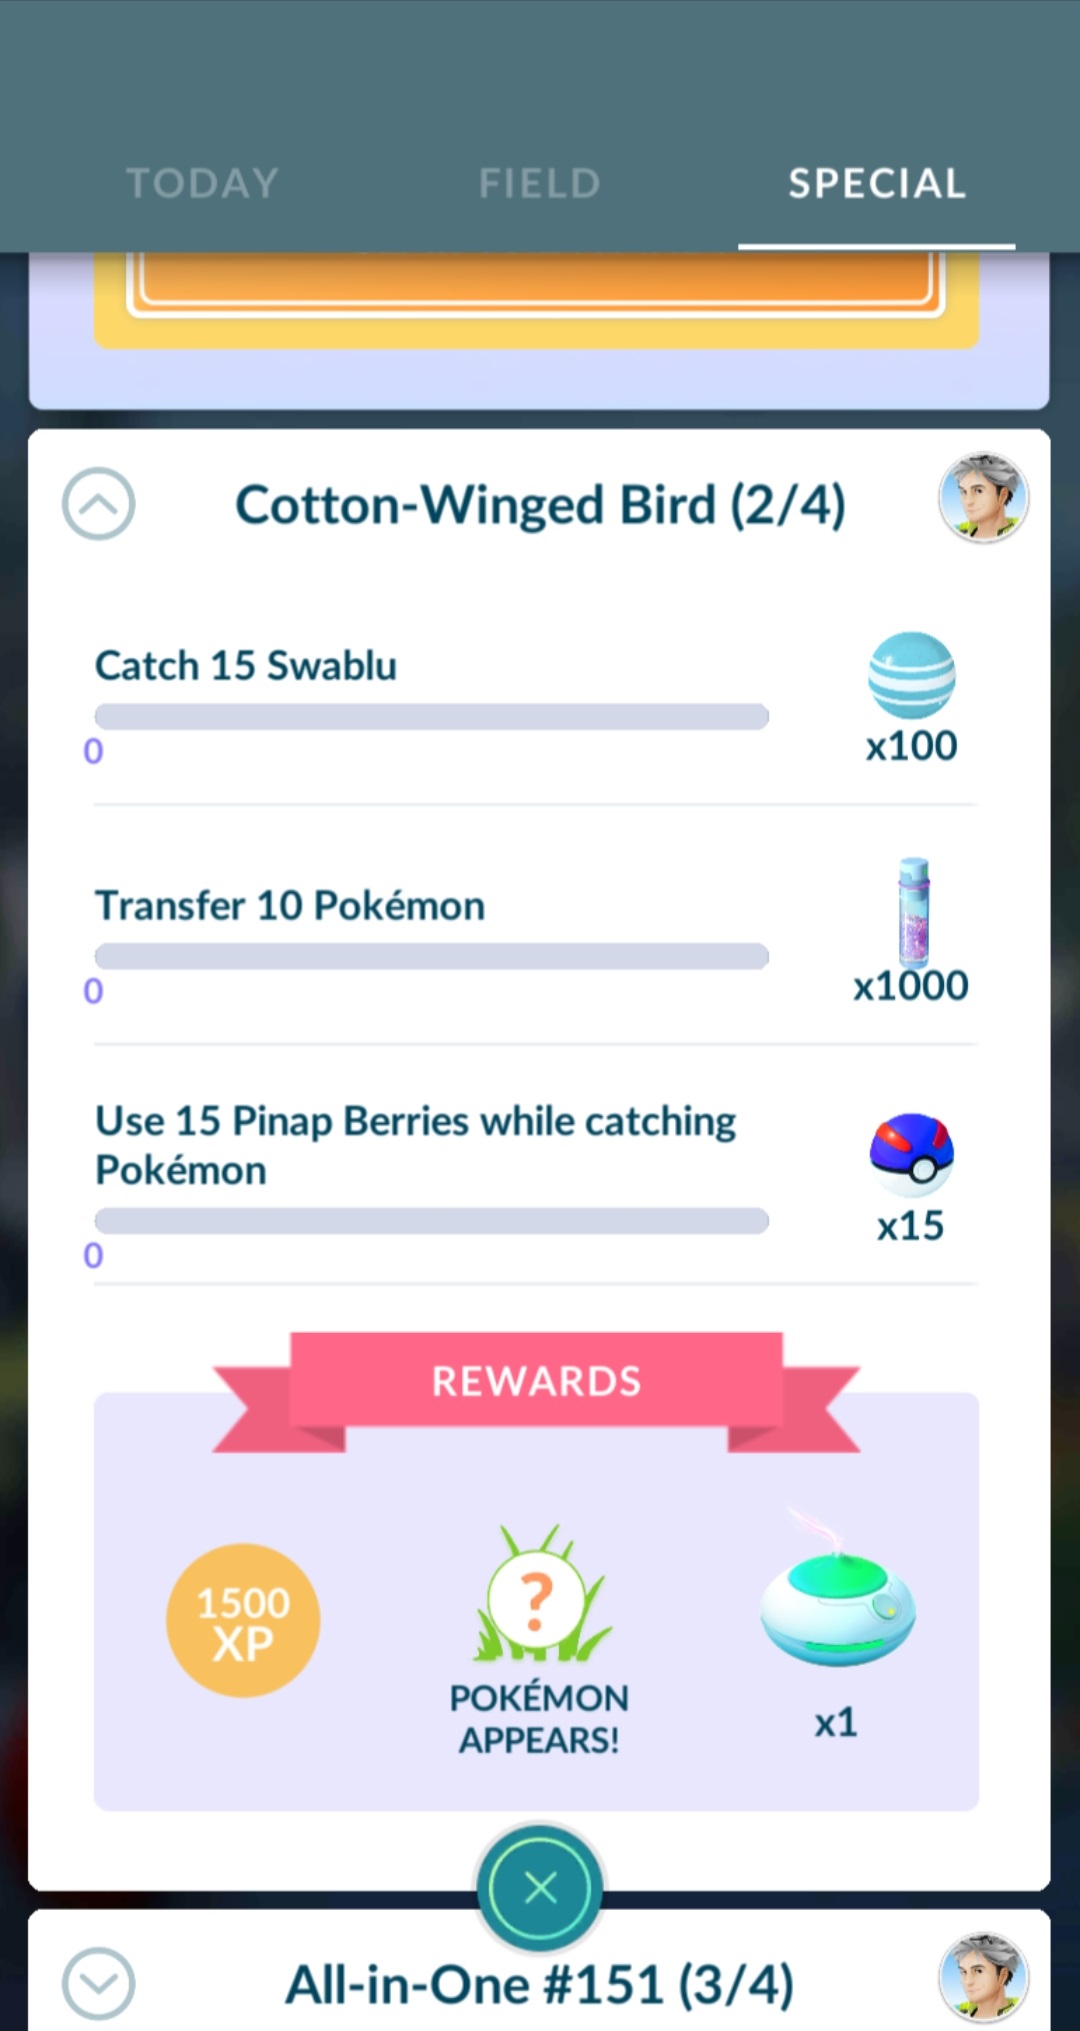 TODAY
FIELD
SPECIAL
Cotton-Winged Bird (2/4)
Catch 15 Swablu
x100
0
Transfer 10 Pokémon
x1000
0
Use 15 Pinap Berries while catching
Pokémon
x15
0
REWARDS
1500
XP
?
POKÉMON
APPEARS!
x1
All-in-One #151 (3/4)